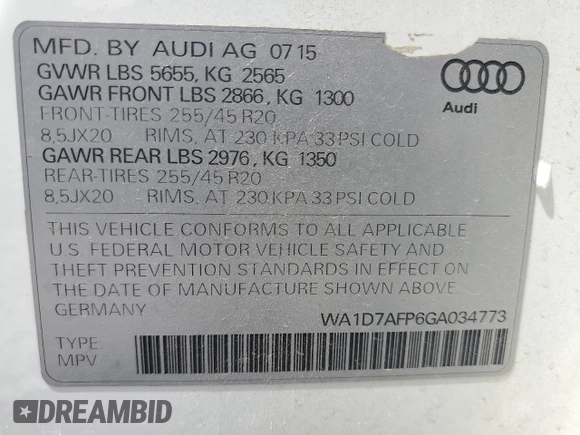 MFD. BY AUDI AG 07 15
GVWR LBS 5655, KG 2565
GAWR FRONT LBS 2866, KG 1300
FRONT-TIRES 255/45 R20
8,5JX20 RIMS, AT 230 KPA 33 PSI COLD
GAWR REAR LBS 2976, KG 1350
REAR-TIRES 255/45 R20
8,5JX20 RIMS, AT 230 KPA 33 PSI COLD
Audi
THIS VEHICLE CONFORMS TO ALL APPLICABLE
U.S. FEDERAL MOTOR VEHICLE SAFETY AND
THEFT PREVENTION STANDARDS IN EFFECT ON
THE DATE OF MANUFACTURE SHOWN ABOVE.
GERMANY
WA1D7AFP6GA034773
TYPE:
MPV
DREAMBID